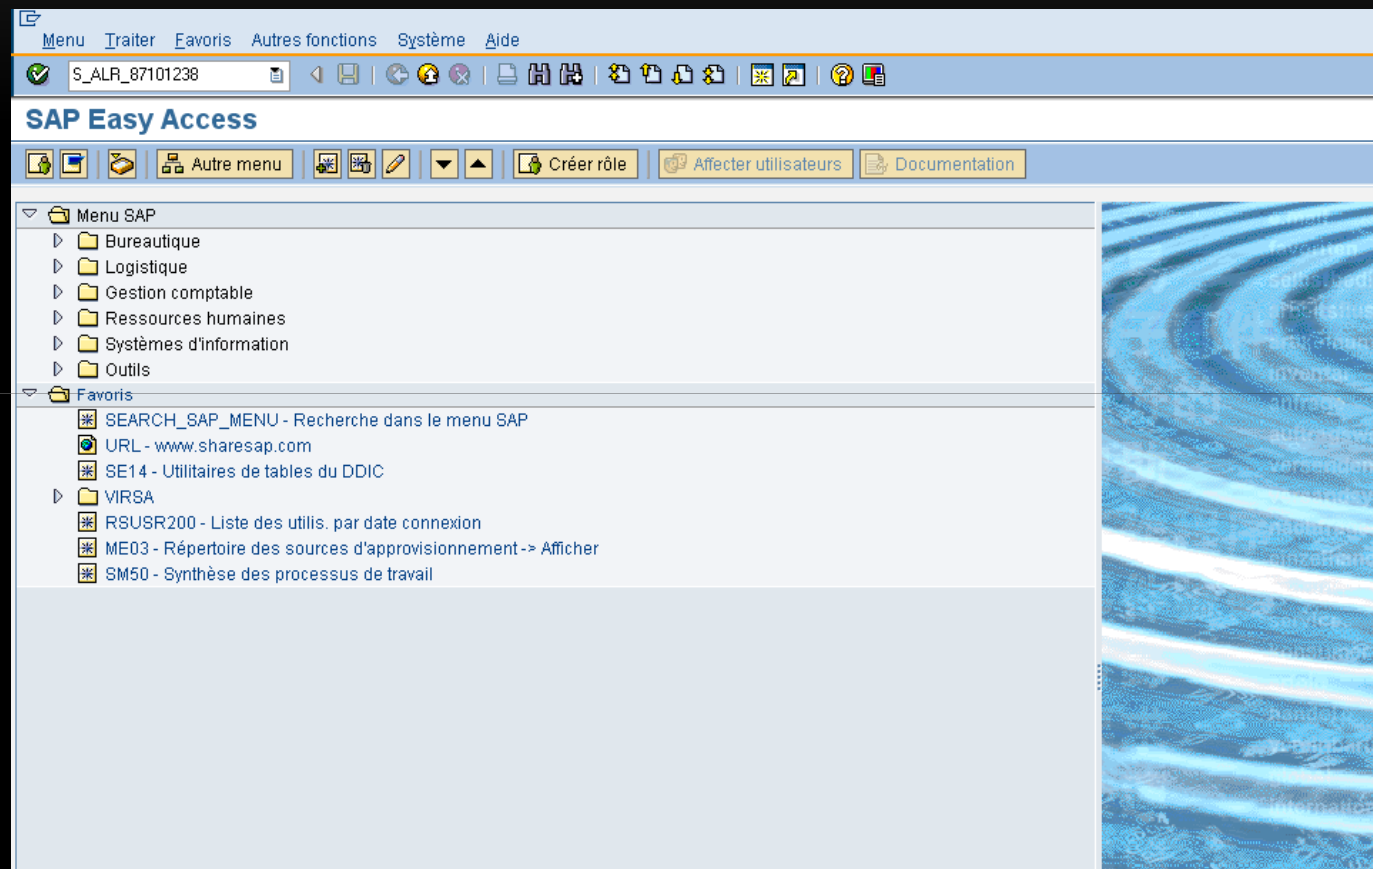 Menu Traiter Favoris Autres fonctions Système Aide
S_ALR_87101238
SAP Easy Access
Autre menu Créer rôle Affecter utilisateurs Documentation
Menu SAP
Bureautique
Logistique
Gestion comptable
Ressources humaines
Systèmes d'information
Outils
Favoris
SEARCH_SAP_MENU - Recherche dans le menu SAP
URL - www.sharesap.com
SE14 - Utilitaires de tables du DDIC
VIRSA
RSUSR200 - Liste des utilis. par date connexion
ME03 - Répertoire des sources d'approvisionnement -> Afficher
SM50 - Synthèse des processus de travail
favoriten